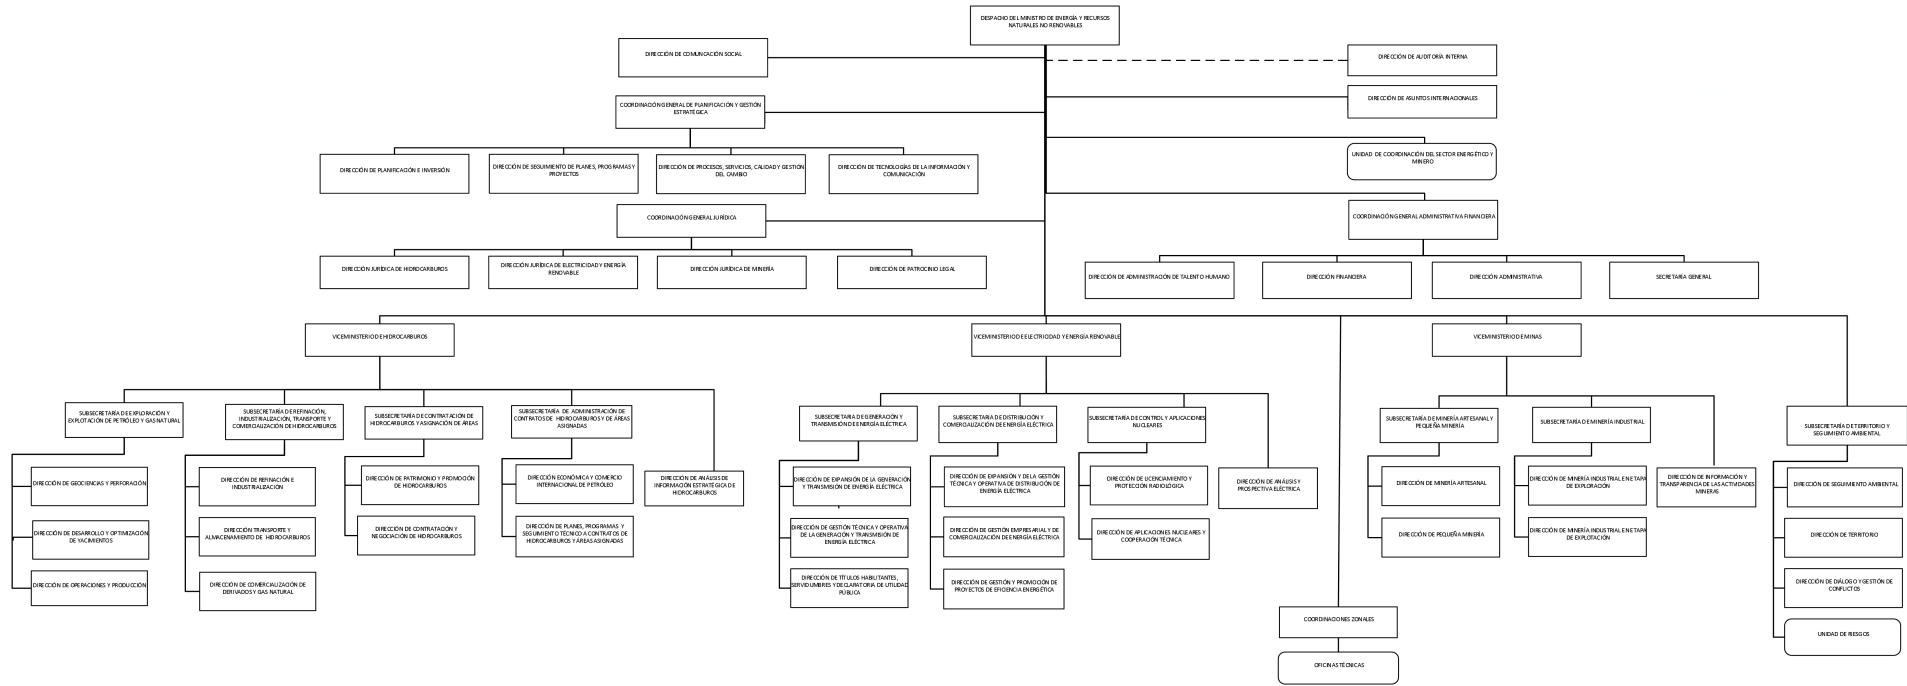 DESPACHO DEL MINISTRO DE ENERGÍA Y RECURSOS
NATURALES NO RENOVABLES
DIRECCIÓN DE COMUNCACIÓN SOCIAL
DIRECCIÓN DE AUDITORÍA INTERNA
DIRECCIÓN DE ASUNTOS INTERNACIONALES
COORDINACIÓN GENERAL DE PLANIFICACIÓN Y GESTIÓN
ESTRATÉGICA
UNIDAD DE COORDINACIÓN DEL SECTOR ENERGÉTICO Y
MINERO
DIRECCIÓN DE PLANIFICACIÓN E INVERSIÓN
DIRECCIÓN DE SEGUIMIENTO DE PLANES, PROGRAMAS Y
PROYECTOS
DIRECCIÓN DE PROCESOS, SERVICIOS, CALIDAD Y GESTIÓN
DEL CAMBIO
DIRECCIÓN DE TECNOLOGÍAS DE LA INFORMACIÓN Y
COMUNICACIÓN
COORDINACIÓN GENERAL JURÍDICA
COORDINACIÓN GENERAL ADMINISTRATIVA FINANCIERA
DIRECCIÓN JURÍDICA DE HIDROCARBUROS
DIRECCIÓN JURÍDICA DE ELECTRICIDAD Y ENERGÍA
RENOVABLE
DIRECCIÓN JURÍDICA DE MINERÍA
DIRECCIÓN DE PATROCINIO LEGAL
DIRECCIÓN DE ADMINISTRACIÓN DE TALENTO HUMANO
DIRECCIÓN FINANCIERA
DIRECCIÓN ADMINISTRATIVA
SECRETARÍA GENERAL
VICEMINISTERIO DE HIDROCARBUROS
VICEMINISTERIO DE ELECTRICIDAD Y ENERGÍA RENOVABLE
VICEMINISTERIO DE MINAS
SUBSECRETARÍA DE EXPLORACIÓN Y
EXPLOTACIÓN DE PETRÓLEO Y GAS NATURAL
SUBSECRETARÍA DE REFINACIÓN,
INDUSTRIALIZACIÓN, TRANSPORTE Y
COMERCIALIZACIÓN DE HIDROCARBUROS
SUBSECRETARÍA DE CONTRATACIÓN DE
HIDROCARBUROS Y ASIGNACIÓN DE ÁREAS
SUBSECRETARÍA DE ADMINISTRACIÓN DE
CONTRATOS DE HIDROCARBUROS Y DE ÁREAS
ASIGNADAS
SUBSECRETARIA DE GENERACIÓN Y
TRANSMISIÓN DE ENERGÍA ELÉCTRICA
SUBSECRETARIA DE DISTRIBUCIÓN Y
COMERCIALIZACIÓN DE ENERGÍA ELÉCTRICA
SUBSECRETARÍA DE CONTROL Y APLICACIONES
NUCLEARES
SUBSECRETARÍA DE MINERÍA ARTESANAL Y
PEQUEÑA MINERÍA
SUBSECRETARÍA DE MINERÍA INDUSTRIAL
SUBSECRETARÍA DE TERRITORIO Y
SEGUIMIENTO AMBIENTAL
DIRECCIÓN DE GEOCIENCIAS Y PERFORACIÓN
DIRECCIÓN DE REFINACIÓN E
INDUSTRIALIZACIÓN
DIRECCIÓN DE PATRIMONIO Y PROMOCIÓN
DE HIDROCARBUROS
DIRECCIÓN ECONÓMICA Y COMERCIO
INTERNACIONAL DE PETRÓLEO
DIRECCIÓN DE ANÁLISIS DE
INFORMACIÓN ESTRATÉGICA DE
HIDROCARBUROS
DIRECCIÓN DE EXPANSIÓN DE LA GENERACIÓN
Y TRANSMISIÓN DE ENERGÍA ELÉCTRICA
DIRECCIÓN DE EXPANSIÓN Y DE LA GESTIÓN
TÉCNICA Y OPERATIVA DE DISTRIBUCIÓN DE
ENERGÍA ELÉCTRICA
DIRECCIÓN DE LICENCIAMIENTO Y
PROTECCIÓN RADIOLÓGICA
DIRECCIÓN DE ANÁLISIS Y
PROSPECTIVA ELÉCTRICA
DIRECCIÓN DE MINERÍA ARTESANAL
DIRECCIÓN DE MINERÍA INDUSTRIAL EN ETAPA
DE EXPLORACIÓN
DIRECCIÓN DE INFORMACIÓN Y
TRANSPARENCIA DE LAS ACTIVIDADES
MINERAS
DIRECCIÓN DE SEGUIMIENTO AMBIENTAL
DIRECCIÓN DE DESARROLLO Y OPTIMIZACIÓN
DE YACIMIENTOS
DIRECCIÓN TRANSPORTE Y
ALMACENAMIENTO DE HIDROCARBUROS
DIRECCIÓN DE CONTRATACIÓN Y
NEGOCIACIÓN DE HIDROCARBUROS
DIRECCIÓN DE PLANES, PROGRAMAS Y
SEGUIMIENTO TÉCNICO A CONTRATOS DE
HIDROCARBUROS Y ÁREAS ASIGNADAS
DIRECCIÓN DE GESTIÓN TÉCNICA Y OPERATIVA
DE LA GENERACIÓN Y TRANSMISIÓN DE
ENERGÍA ELÉCTRICA
DIRECCIÓN DE GESTIÓN EMPRESARIAL Y DE
COMERCIALIZACIÓN DE ENERGÍA ELÉCTRICA
DIRECCIÓN DE APLICACIONES NUCLEARES Y
COOPERACIÓN TÉCNICA
DIRECCIÓN DE PEQUEÑA MINERÍA
DIRECCIÓN DE MINERÍA INDUSTRIAL EN ETAPA
DE EXPLOTACIÓN
DIRECCIÓN DE TERRITORIO
DIRECCIÓN DE OPERACIONES Y PRODUCCIÓN
DIRECCIÓN DE COMERCIALIZACIÓN DE
DERIVADOS Y GAS NATURAL
DIRECCIÓN DE TÍTULOS HABILITANTES,
SERVIDUMBRES Y DECLARATORIA DE UTILIDAD
PÚBLICA
DIRECCIÓN DE GESTIÓN Y PROMOCIÓN DE
PROYECTOS DE EFICIENCIA ENERGÉTICA
DIRECCIÓN DE DIÁLOGO Y GESTIÓN DE
CONFLICTOS
COORDINACIONES ZONALES
UNIDAD DE RIESGOS
OFICINAS TÉCNICAS